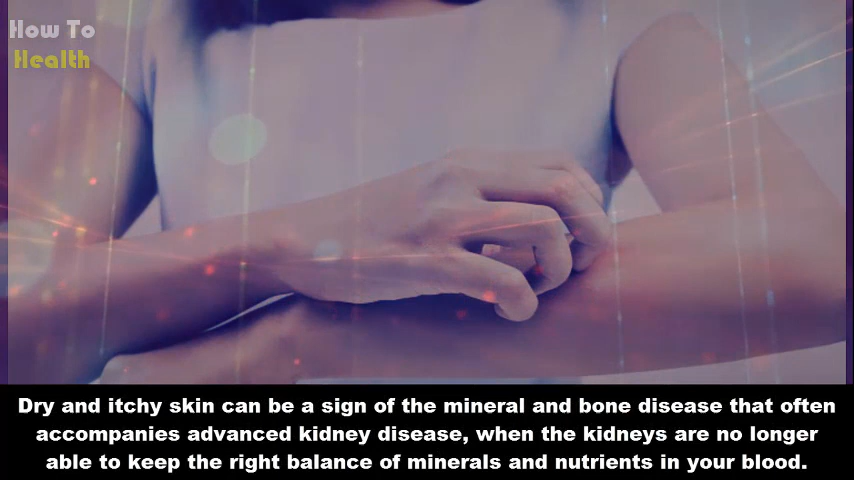 How To
Health
Dry and itchy skin can be a sign of the mineral and bone disease that often
accompanies advanced kidney disease, when the kidneys are no longer
able to keep the right balance of minerals and nutrients in your blood.